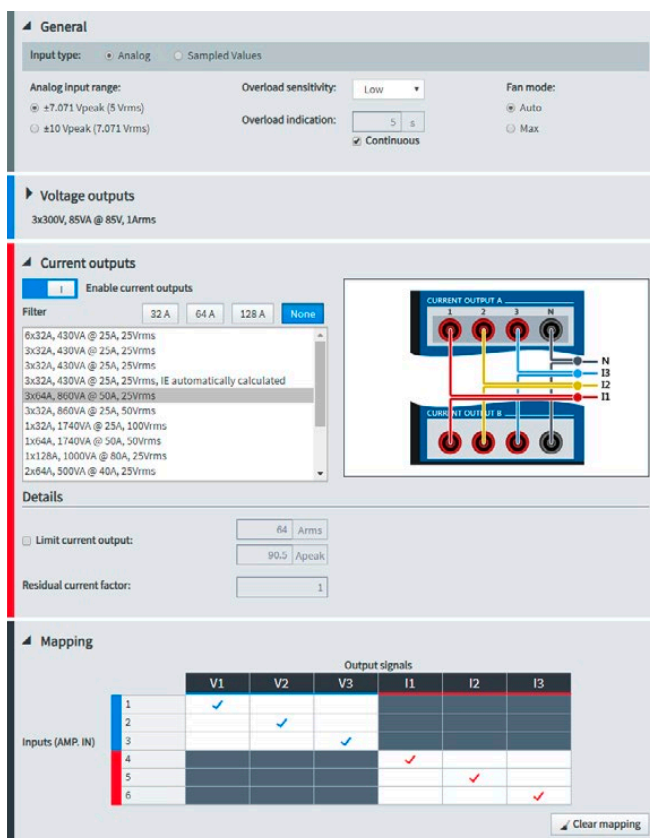 General
Input type: Analog Sampled Values
Analog input range: Overload sensitivity: Low Fan mode:
±7.071 Vpeak (5 Vrms) Auto
±10 Vpeak (7.071 Vrms) Overload indication: 5 s Max
Continuous
Voltage outputs
3x300V, 85VA @ 85V, 1Arms
Current outputs
I Enable current outputs
Filter 32 A 64 A 128 A None
6x32A, 430VA @ 25A, 25Vrms
3x32A, 430VA @ 25A, 25Vrms
3x32A, 430VA @ 25A, 25Vrms
3x32A, 430VA @ 25A, 25Vrms, IE automatically calculated
3x64A, 860VA @ 50A, 25Vrms
3x32A, 860VA @ 25A, 50Vrms
1x32A, 1740VA @ 25A, 100Vrms
1x64A, 1740VA @ 50A, 50Vrms
1x128A, 1000VA @ 80A, 25Vrms
2x64A, 500VA @ 40A, 25Vrms
CURRENT OUTPUT A
1 2 3 N
N
I3
I2
I1
CURRENT OUTPUT B
Details
Limit current output: 64 Arms
90.5 Apeak
Residual current factor: 1
Mapping
Output signals
V1 V2 V3 I1 I2 I3
1
2
Inputs (AMP. IN) 3
4
5
6
Clear mapping